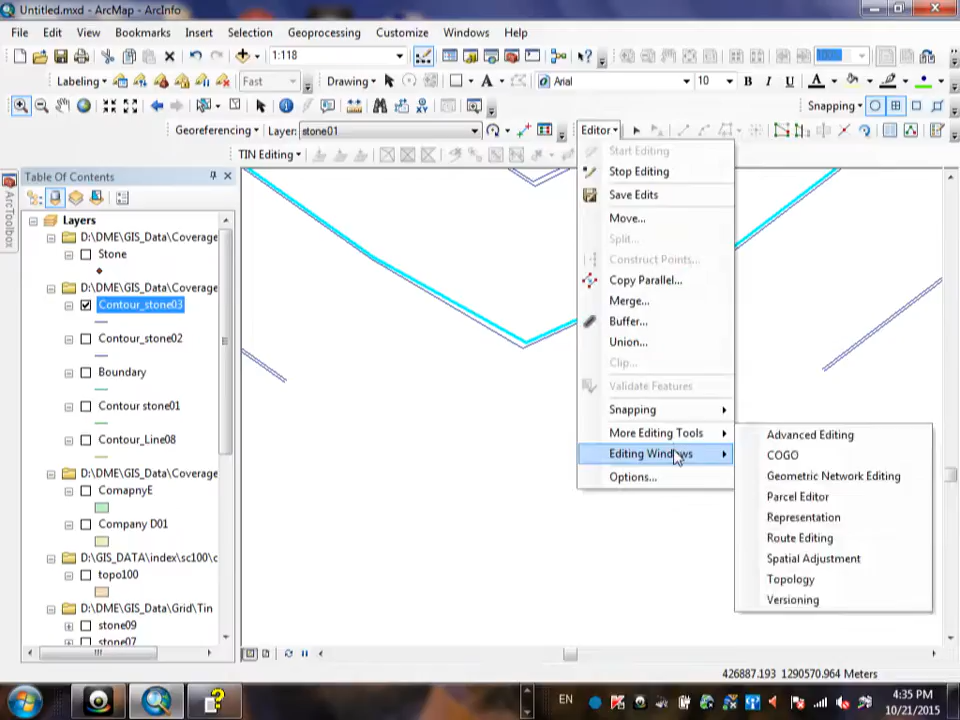 Untitled.mxd - ArcMap - ArcInfo
File Edit View Bookmarks Insert Selection Geoprocessing Customize Windows Help
1:118
Labeling Fast Drawing A Arial 10 B I U A
Snapping
Georeferencing Layer: stone01 Editor
TIN Editing
Table Of Contents
ArcToolbox
Layers
D:\DME\GIS_Data\Coverage
Stone
D:\DME\GIS_Data\Coverage
Contour_stone03
Contour_stone02
Boundary
Contour stone01
Contour_Line08
ComapnyE
Company D01
D:\GIS_DATA\index\sc100\c
topo100
D:\DME\GIS_Data\Grid\Tin
stone09
stone07
Start Editing
Stop Editing
Save Edits
Move...
Split...
Construct Points...
Copy Parallel...
Merge...
Buffer...
Union...
Clip...
Validate Features
Snapping
More Editing Tools
Editing Windows
Options...
Advanced Editing
COGO
Geometric Network Editing
Parcel Editor
Representation
Route Editing
Spatial Adjustment
Topology
Versioning
426887.193 1290570.964 Meters
EN
4:35 PM
10/21/2015